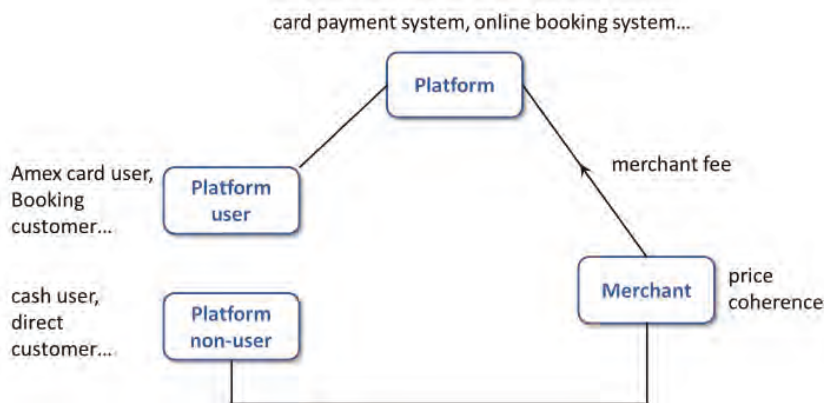 card payment system, online booking system...
Platform
Amex card user,
Booking
customer...
Platform
user
merchant fee
cash user,
direct
customer...
Platform
non-user
Merchant
price
coherence